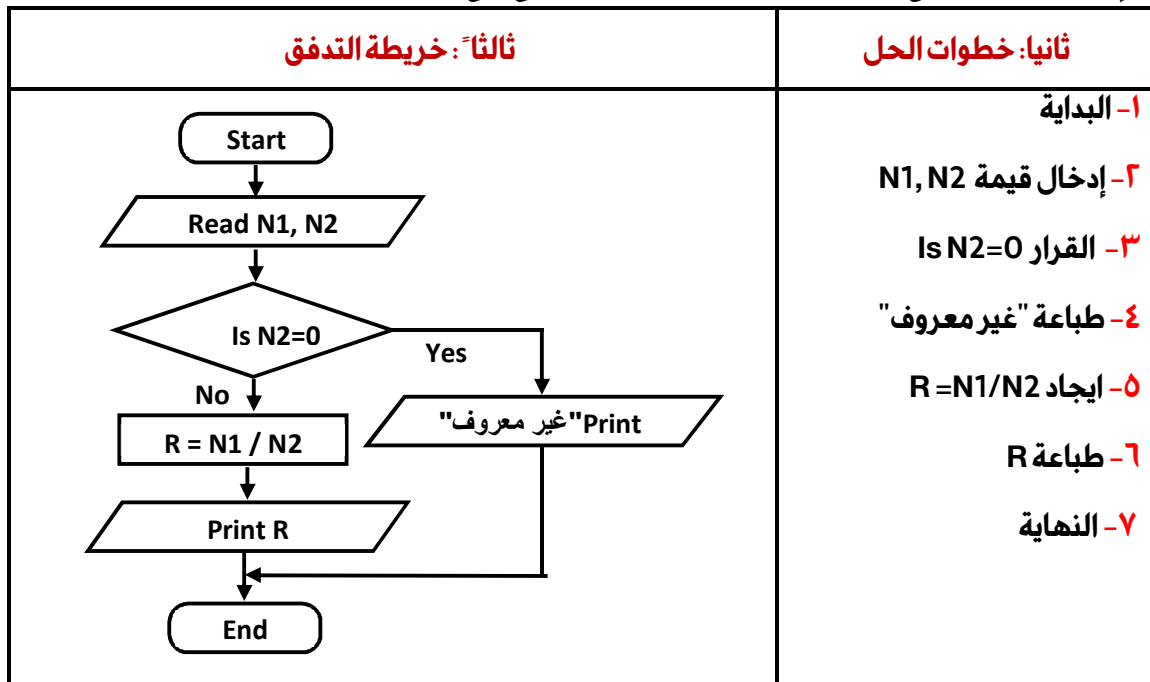 ثانيا: خطوات الحل
١- البداية
٢- إدخال قيمة N1, N2
٣- القرار Is N2=0
٤- طباعة "غير معروف"
٥- ايجاد R =N1/N2
٦- طباعة R
٧- النهاية
ثالثا ً: خريطة التدفق
Start
Read N1, N2
Is N2=0
Yes
No
Print "غير معروف"
R = N1 / N2
Print R
End